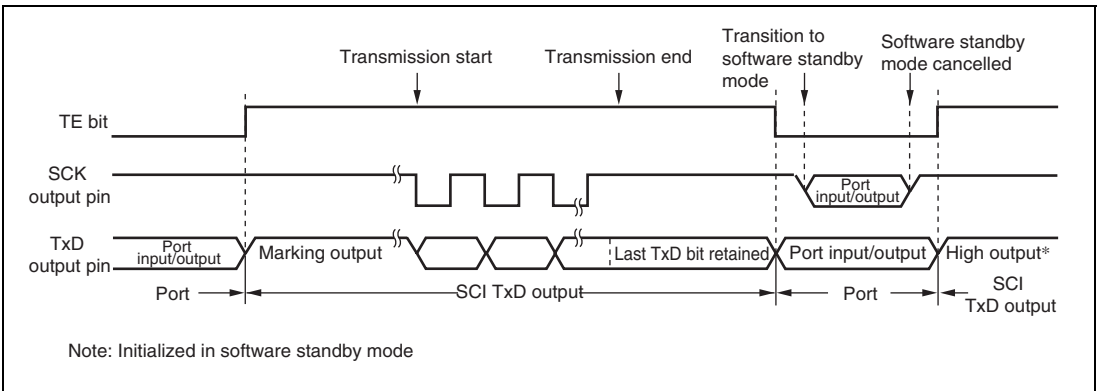 Transmission start
Transmission end
Transition to
software standby
mode
Software standby
mode cancelled
TE bit
SCK
output pin
Port
input/output
TxD
output pin
Port
input/output
Marking output
Last TxD bit retained
Port input/output
High output*
Port
SCI TxD output
Port
SCI
TxD output
Note: Initialized in software standby mode